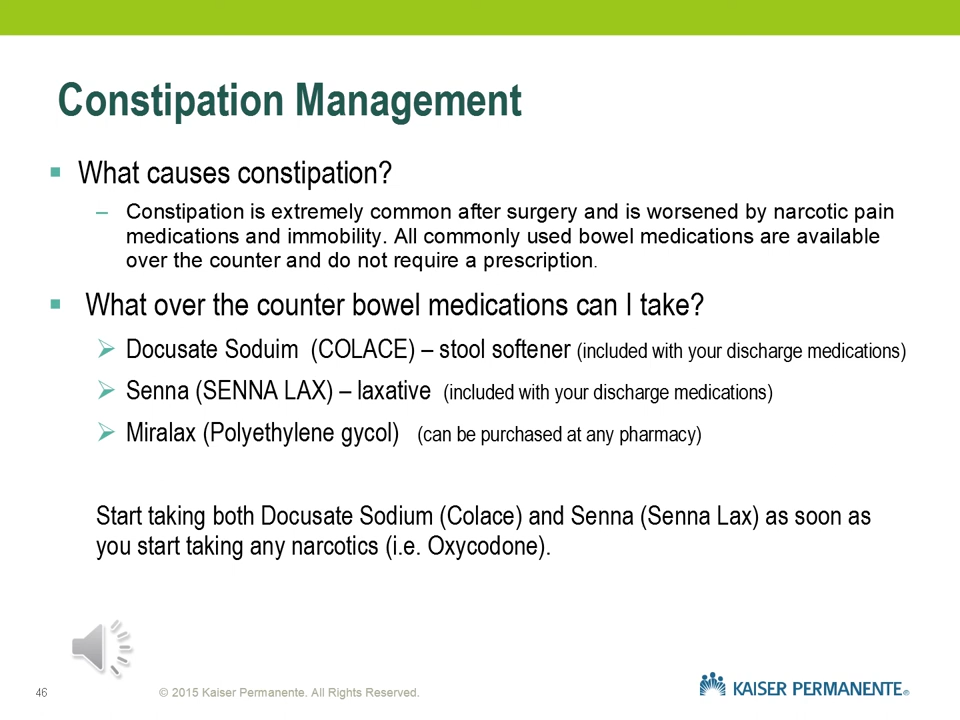 Constipation Management
▪ What causes constipation?
– Constipation is extremely common after surgery and is worsened by narcotic pain
medications and immobility. All commonly used bowel medications are available
over the counter and do not require a prescription.
▪ What over the counter bowel medications can I take?
➢ Docusate Soduim (COLACE) – stool softener (included with your discharge medications)
➢ Senna (SENNA LAX) – laxative (included with your discharge medications)
➢ Miralax (Polyethylene gycol) (can be purchased at any pharmacy)
Start taking both Docusate Sodium (Colace) and Senna (Senna Lax) as soon as
you start taking any narcotics (i.e. Oxycodone).
46 © 2015 Kaiser Permanente. All Rights Reserved.
KAISER PERMANENTE®